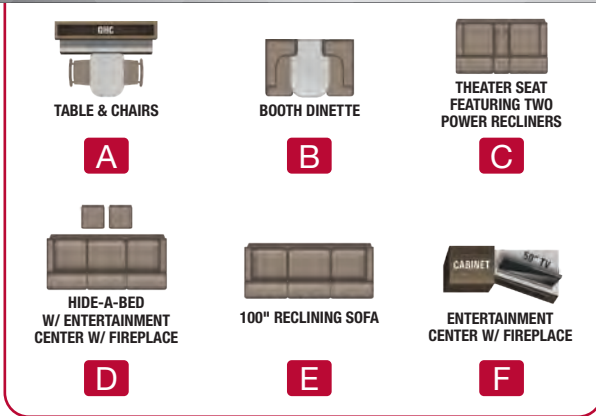 OHC
TABLE & CHAIRS
A
BOOTH DINETTE
B
THEATER SEAT
FEATURING TWO
POWER RECLINERS
C
HIDE-A-BED
W/ ENTERTAINMENT
CENTER W/ FIREPLACE
D
100" RECLINING SOFA
E
CABINET
50" TV
ENTERTAINMENT
CENTER W/ FIREPLACE
F